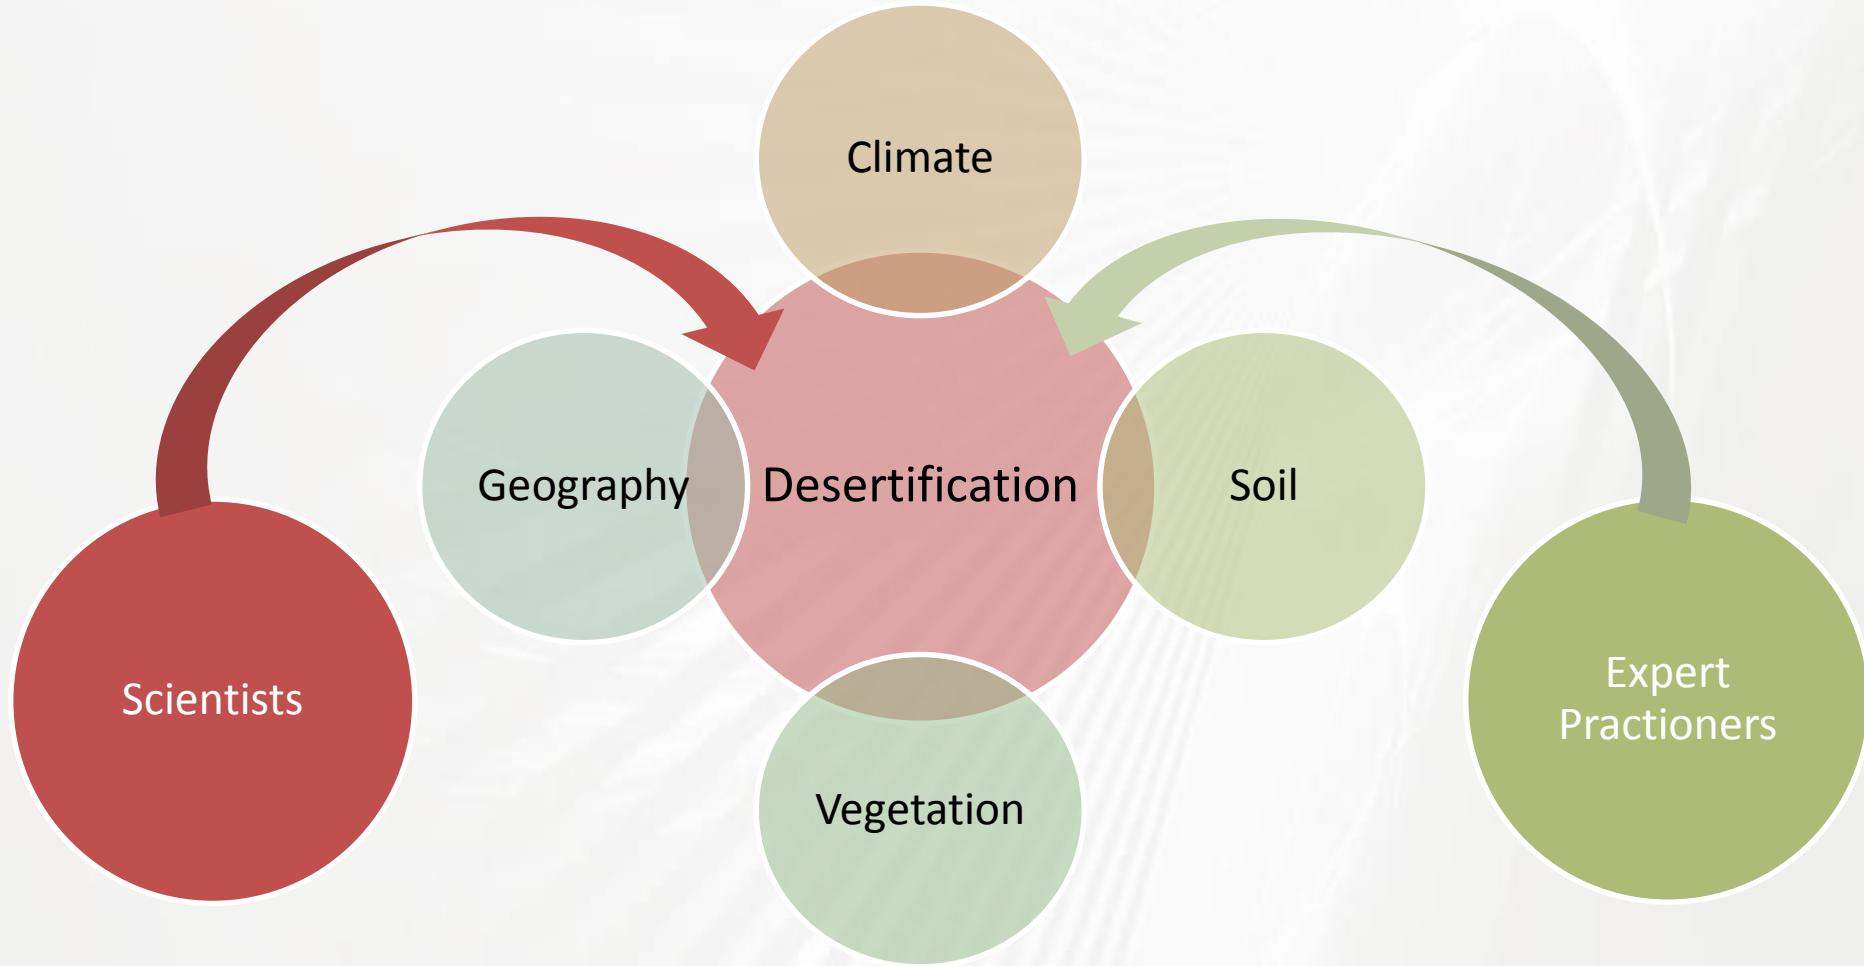 Climate
Geography
Desertification
Soil
Scientists
Expert
Practioners
Vegetation